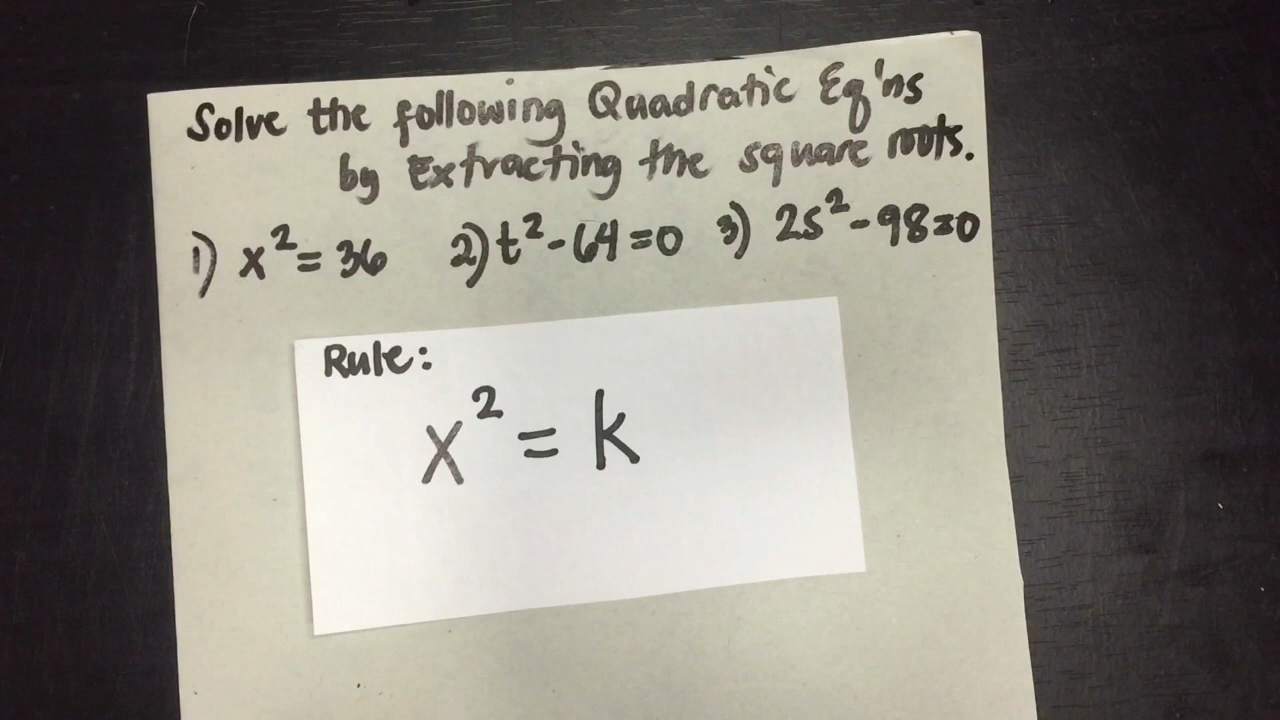 Solve the following Quadratic Eq'ns
by Extracting the square roots.
1) x² = 36 2) t² - 64 = 0 3) 2s² - 98 = 0
Rule:
x² = k